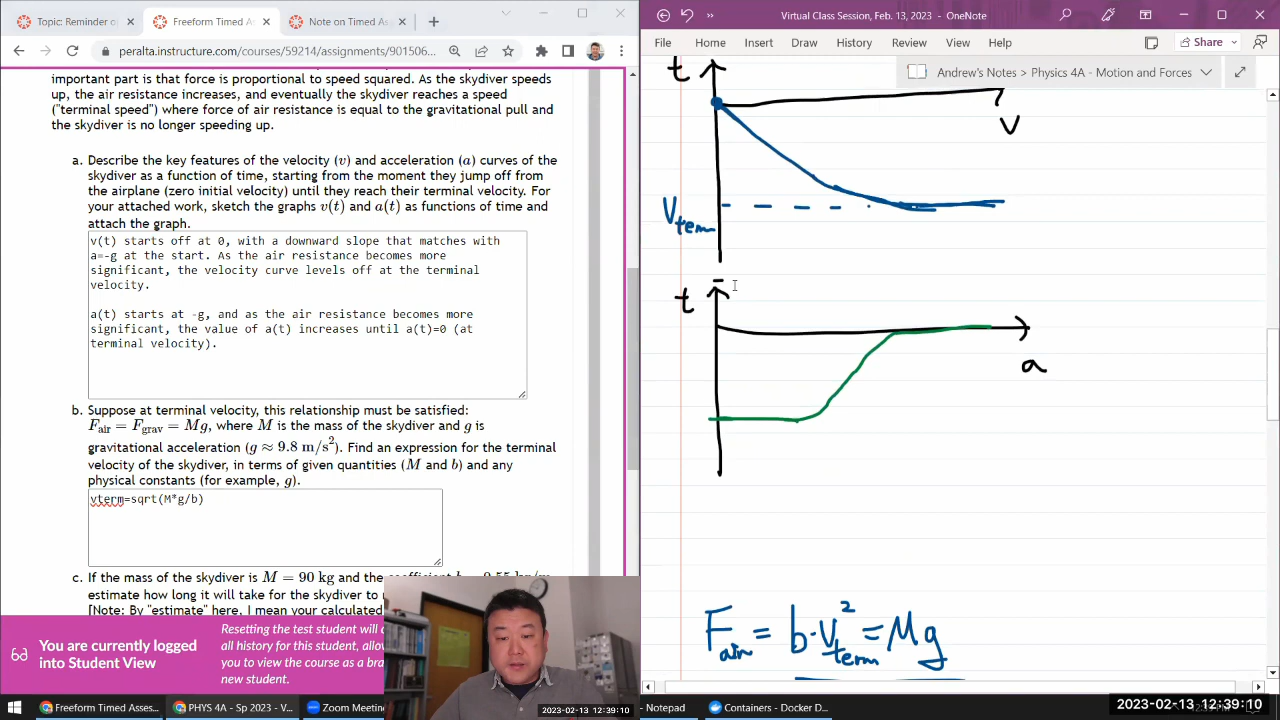 Topic: Reminder o
Freeform Timed A
Note on Timed As
peralta.instructure.com/courses/59214/assignments/901506...
important part is that force is proportional to speed squared. As the skydiver speeds
up, the air resistance increases, and eventually the skydiver reaches a speed
("terminal speed") where force of air resistance is equal to the gravitational pull and
the skydiver is no longer speeding up.
a. Describe the key features of the velocity (v) and acceleration (a) curves of the
skydiver as a function of time, starting from the moment they jump off from
the airplane (zero initial velocity) until they reach their terminal velocity. For
your attached work, sketch the graphs v(t) and a(t) as functions of time and
attach the graph.
v(t) starts off at 0, with a downward slope that matches with
a=-g at the start. As the air resistance becomes more
significant, the velocity curve levels off at the terminal
velocity.
a(t) starts at -g, and as the air resistance becomes more
significant, the value of a(t) increases until a(t)=0 (at
terminal velocity).
b. Suppose at terminal velocity, this relationship must be satisfied:
F_air = F_grav = Mg, where M is the mass of the skydiver and g is
gravitational acceleration (g ≈ 9.8 m/s²). Find an expression for the terminal
velocity of the skydiver, in terms of given quantities (M and b) and any
physical constants (for example, g).
vterm=sqrt(M*g/b)
c. If the mass of the skydiver is M = 90 kg and the
estimate how long it will take for the skydiver to
[Note: By "estimate" here, I mean your calculated
You are currently logged
into Student View
Resetting the test student will
all history for this student, allo
you to view the course as a bra
new student.
Freeform Timed Asses...
PHYS 4A - Sp 2023 - V...
Zoom Meeting
2023-02-13 12:39:10
Virtual Class Session, Feb. 13, 2023 - OneNote
File Home Insert Draw History Review View Help Share
Andrew's Notes › Physics 4A - Motion and Forces
t
v
V_term
t
a
F_air = b·v²_term = Mg
- Notepad
Containers - Docker D...
2023-02-13 12:39:10